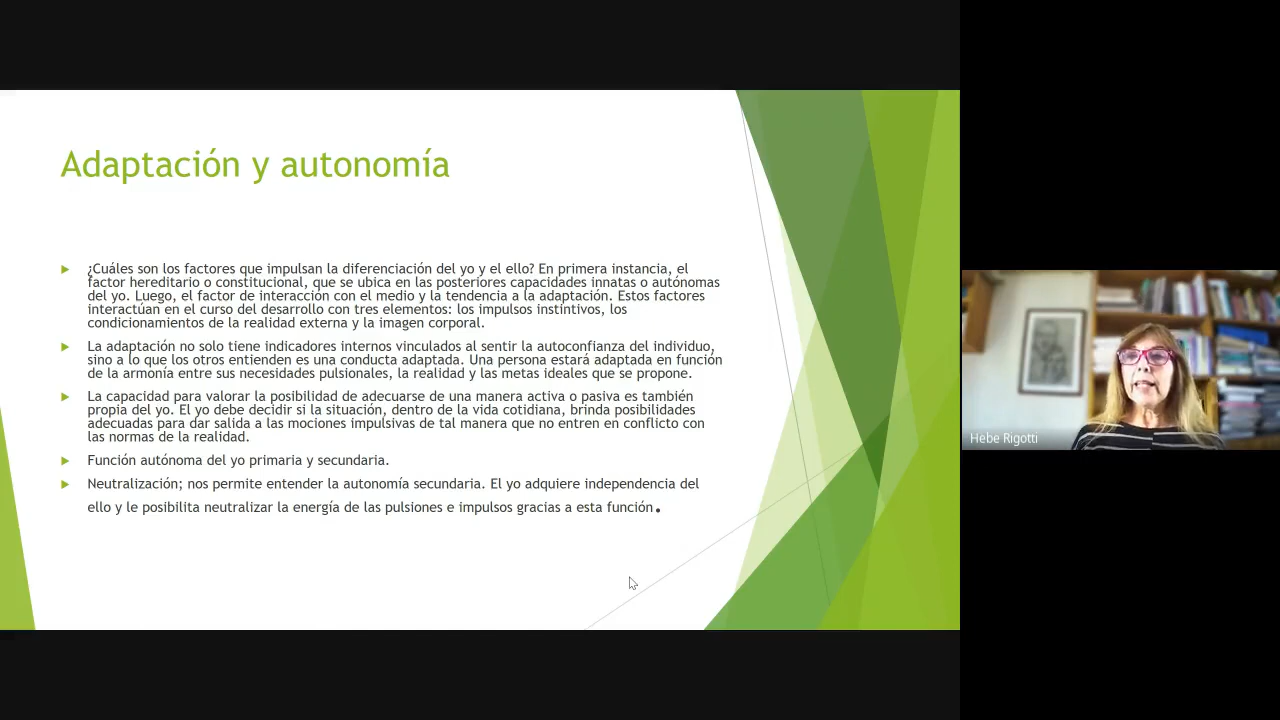 Adaptación y autonomía
¿Cuáles son los factores que impulsan la diferenciación del yo y el ello? En primera instancia, el
factor hereditario o constitucional, que se ubica en las posteriores capacidades innatas o autónomas
del yo. Luego, el factor de interacción con el medio y la tendencia a la adaptación. Estos factores
interactúan en el curso del desarrollo con tres elementos: los impulsos instintivos, los
condicionamientos de la realidad externa y la imagen corporal.
La adaptación no solo tiene indicadores internos vinculados al sentir la autoconfianza del individuo,
sino a lo que los otros entienden es una conducta adaptada. Una persona estará adaptada en función
de la armonía entre sus necesidades pulsionales, la realidad y las metas ideales que se propone.
La capacidad para valorar la posibilidad de adecuarse de una manera activa o pasiva es también
propia del yo. El yo debe decidir si la situación, dentro de la vida cotidiana, brinda posibilidades
adecuadas para dar salida a las mociones impulsivas de tal manera que no entren en conflicto con
las normas de la realidad.
Función autónoma del yo primaria y secundaria.
Neutralización; nos permite entender la autonomía secundaria. El yo adquiere independencia del
ello y le posibilita neutralizar la energía de las pulsiones e impulsos gracias a esta función.
Hebe Rigotti